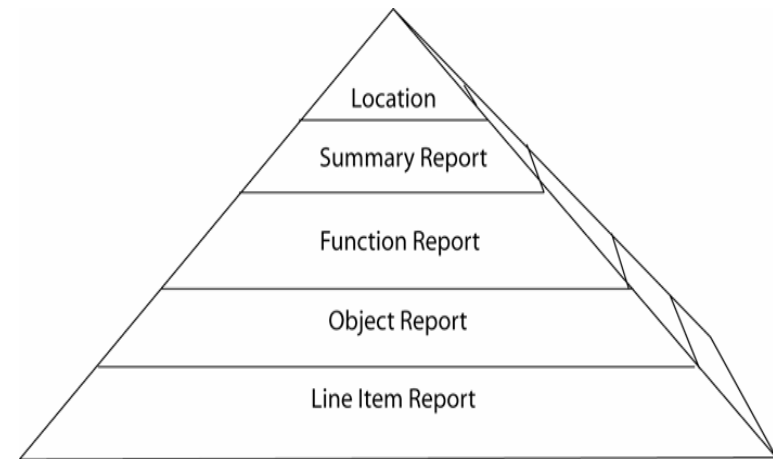 Location
Summary Report
Function Report
Object Report
Line Item Report